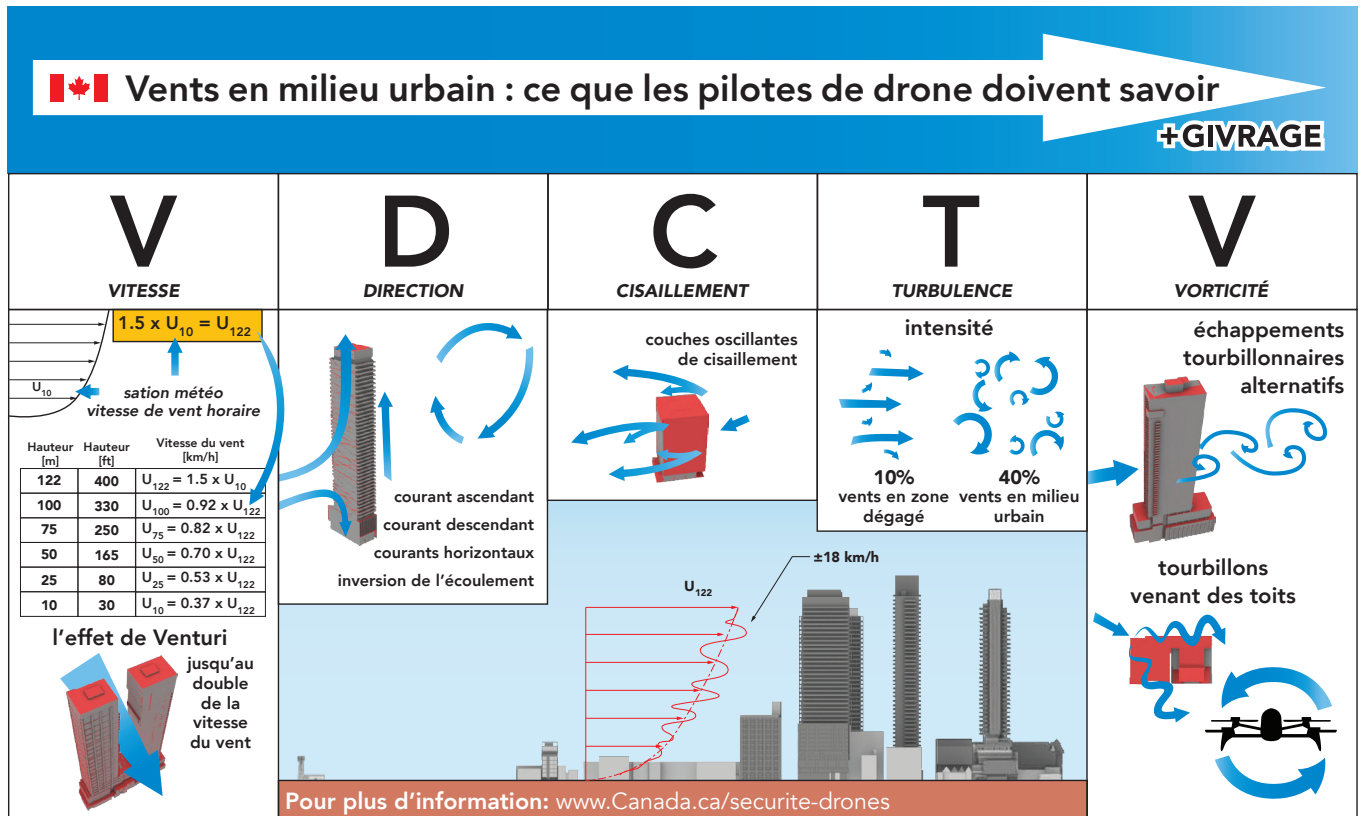 Vents en milieu urbain : ce que les pilotes de drone doivent savoir
+GIVRAGE
V
VITESSE
1.5 x U10 = U122
U10
sation météo
vitesse de vent horaire
Hauteur [m] Hauteur [ft] Vitesse du vent [km/h]
122 400 U122 = 1.5 x U10
100 330 U100 = 0.92 x U122
75 250 U75 = 0.82 x U122
50 165 U50 = 0.70 x U122
25 80 U25 = 0.53 x U122
10 30 U10 = 0.37 x U122
l'effet de Venturi
jusqu'au
double
de la
vitesse
du vent
D
DIRECTION
courant ascendant
courant descendant
courants horizontaux
inversion de l'écoulement
C
CISAILLEMENT
couches oscillantes
de cisaillement
T
TURBULENCE
intensité
10%
vents en zone
dégagé
40%
vents en milieu
urbain
V
VORTICITÉ
échappements
tourbillonnaires
alternatifs
tourbillons
venant des toits
U122
±18 km/h
Pour plus d'information: www.Canada.ca/securite-drones